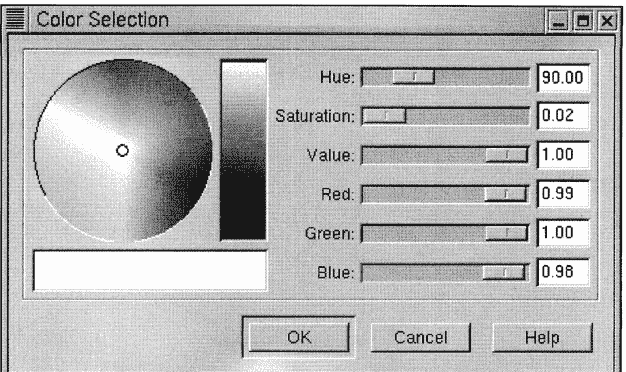 Color Selection
Hue: 90.00
Saturation: 0.02
Value: 1.00
Red: 0.99
Green: 1.00
Blue: 0.98
OK Cancel Help